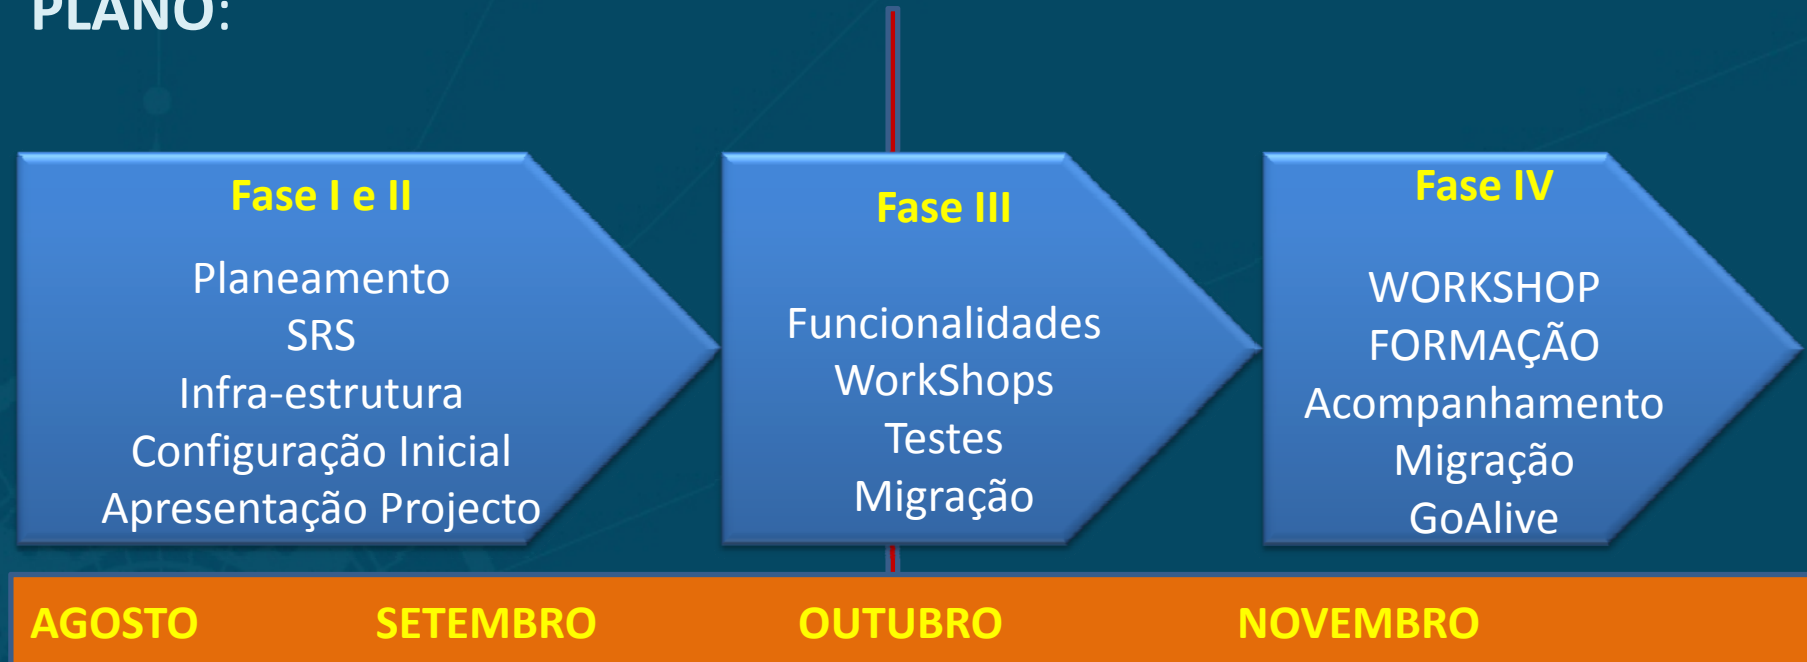 PLANO:
Fase I e II
Planeamento
SRS
Infra-estrutura
Configuração Inicial
Apresentação Projecto
Fase III
Funcionalidades
WorkShops
Testes
Migração
Fase IV
WORKSHOP
FORMAÇÃO
Acompanhamento
Migração
GoAlive
AGOSTO SETEMBRO OUTUBRO NOVEMBRO